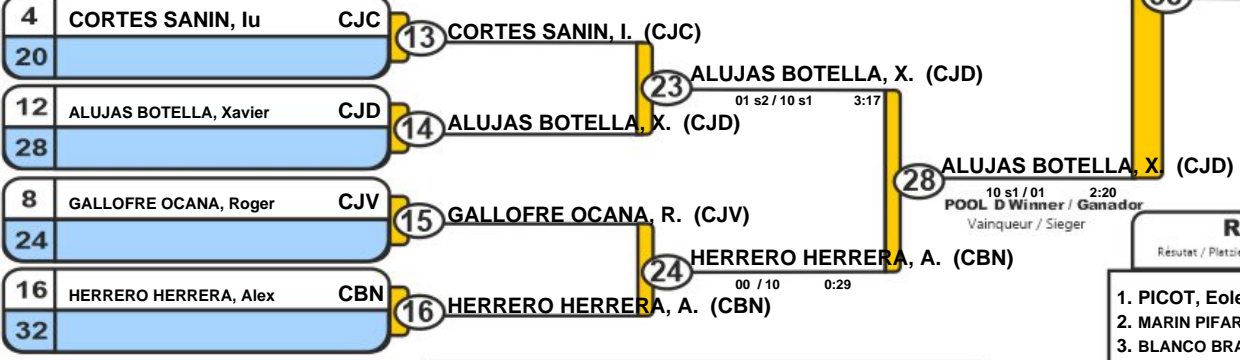 4 CORTES SANIN, Iu CJC
20
13 CORTES SANIN, I. (CJC)
12 ALUJAS BOTELLA, Xavier CJD
28
14 ALUJAS BOTELLA, X. (CJD)
23 ALUJAS BOTELLA, X. (CJD)
01 s2 / 10 s1 3:17
8 GALLOFRE OCANA, Roger CJV
24
15 GALLOFRE OCANA, R. (CJV)
16 HERRERO HERRERA, Alex CBN
32
16 HERRERO HERRERA, A. (CBN)
24 HERRERO HERRERA, A. (CBN)
00 / 10 0:29
28 ALUJAS BOTELLA, X. (CJD)
10 s1 / 01 2:20
POOL D Winner / Ganador
Vainqueur / Sieger
R
Résutat / Platzie
1. PICOT, Eole
2. MARIN PIFAR
3. BLANCO BRA